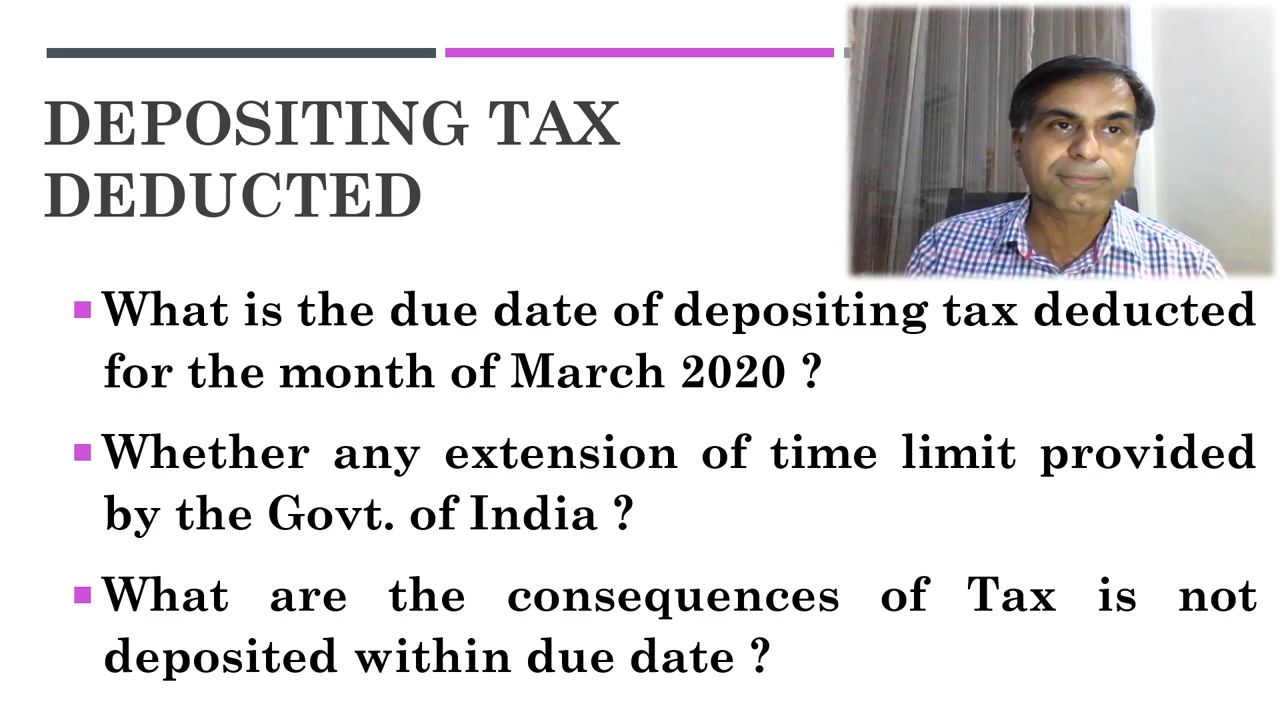 DEPOSITING TAX
DEDUCTED
What is the due date of depositing tax deducted
for the month of March 2020 ?
Whether any extension of time limit provided
by the Govt. of India ?
What are the consequences of Tax is not
deposited within due date ?